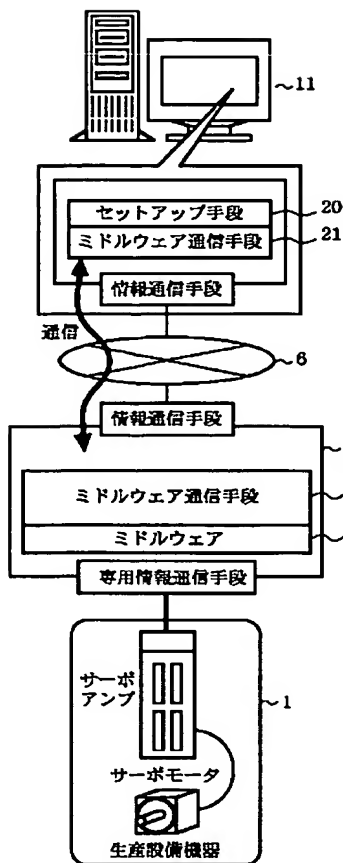 11
セットアップ手段
20
ミドルウェア通信手段
21
情報通信手段
通信
6
情報通信手段
ミドルウェア通信手段
ミドルウェア
専用情報通信手段
サーボ
アンプ
1
サーボモータ
生産設備機器